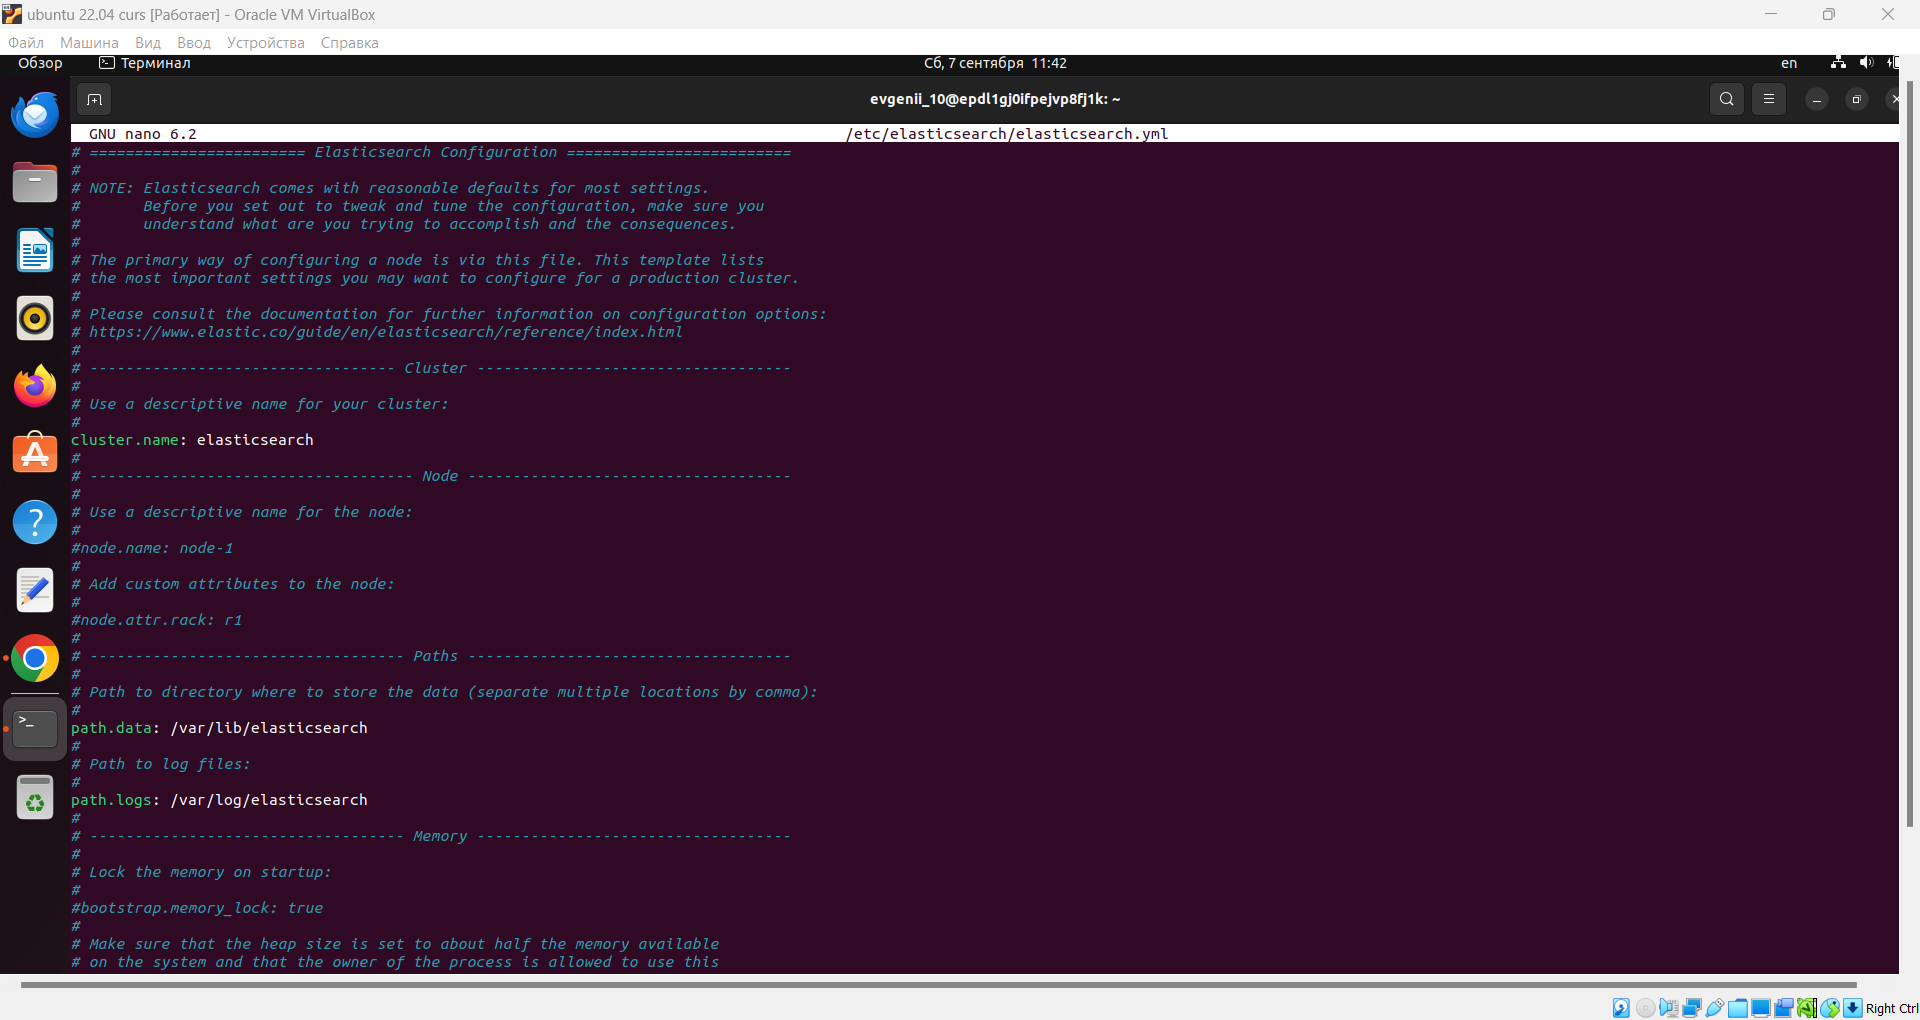 ubuntu 22.04 curs [Работает] - Oracle VM VirtualBox
Файл Машина Вид Ввод Устройства Справка
Обзор Терминал Сб, 7 сентября 11:42 en
evgenii_10@epdl1gj0ifpejvp8fj1k: ~
GNU nano 6.2 /etc/elasticsearch/elasticsearch.yml
# ======================== Elasticsearch Configuration =========================
#
# NOTE: Elasticsearch comes with reasonable defaults for most settings.
#       Before you set out to tweak and tune the configuration, make sure you
#       understand what are you trying to accomplish and the consequences.
#
# The primary way of configuring a node is via this file. This template lists
# the most important settings you may want to configure for a production cluster.
#
# Please consult the documentation for further information on configuration options:
# https://www.elastic.co/guide/en/elasticsearch/reference/index.html
#
# ---------------------------------- Cluster -----------------------------------
#
# Use a descriptive name for your cluster:
#
cluster.name: elasticsearch
#
# ------------------------------------ Node ------------------------------------
#
# Use a descriptive name for the node:
#
#node.name: node-1
#
# Add custom attributes to the node:
#
#node.attr.rack: r1
#
# ----------------------------------- Paths ------------------------------------
#
# Path to directory where to store the data (separate multiple locations by comma):
#
path.data: /var/lib/elasticsearch
#
# Path to log files:
#
path.logs: /var/log/elasticsearch
#
# ----------------------------------- Memory -----------------------------------
#
# Lock the memory on startup:
#
#bootstrap.memory_lock: true
#
# Make sure that the heap size is set to about half the memory available
# on the system and that the owner of the process is allowed to use this
Right Ctrl